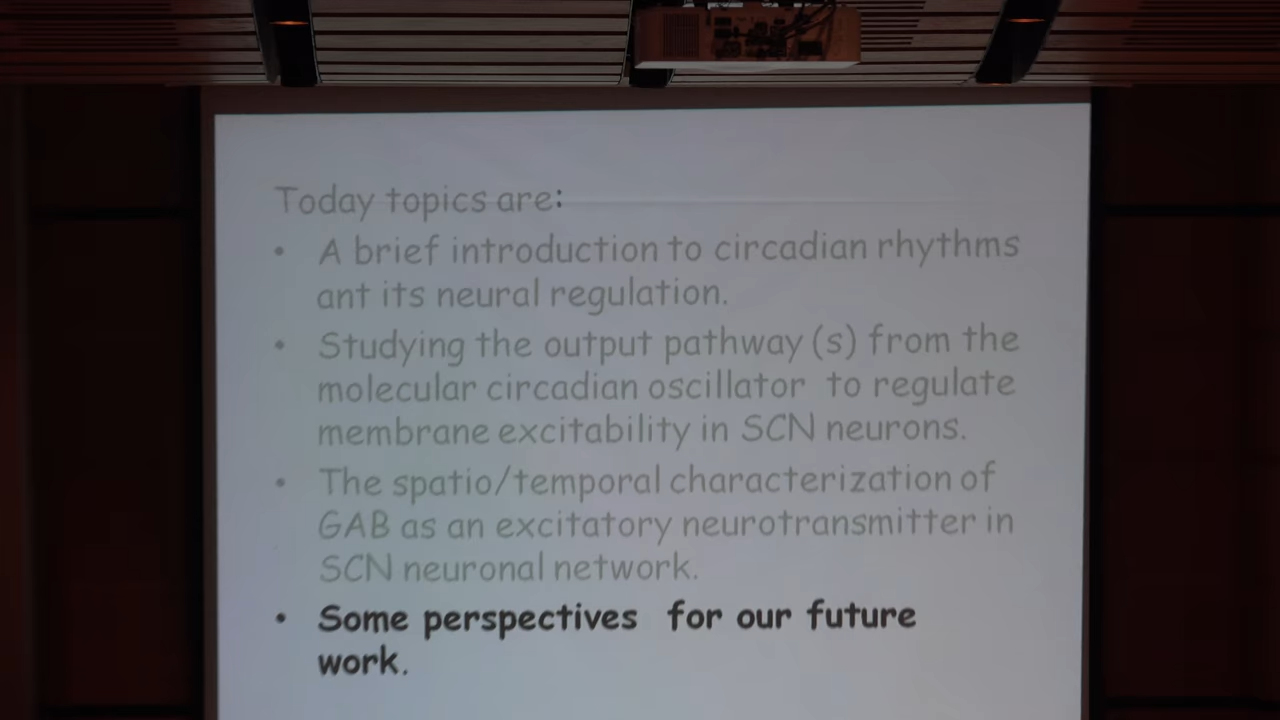 Today topics are:
• A brief introduction to circadian rhythms
ant its neural regulation.
• Studying the output pathway (s) from the
molecular circadian oscillator to regulate
membrane excitability in SCN neurons.
• The spatio/temporal characterization of
GAB as an excitatory neurotransmitter in
SCN neuronal network.
• Some perspectives for our future
work.